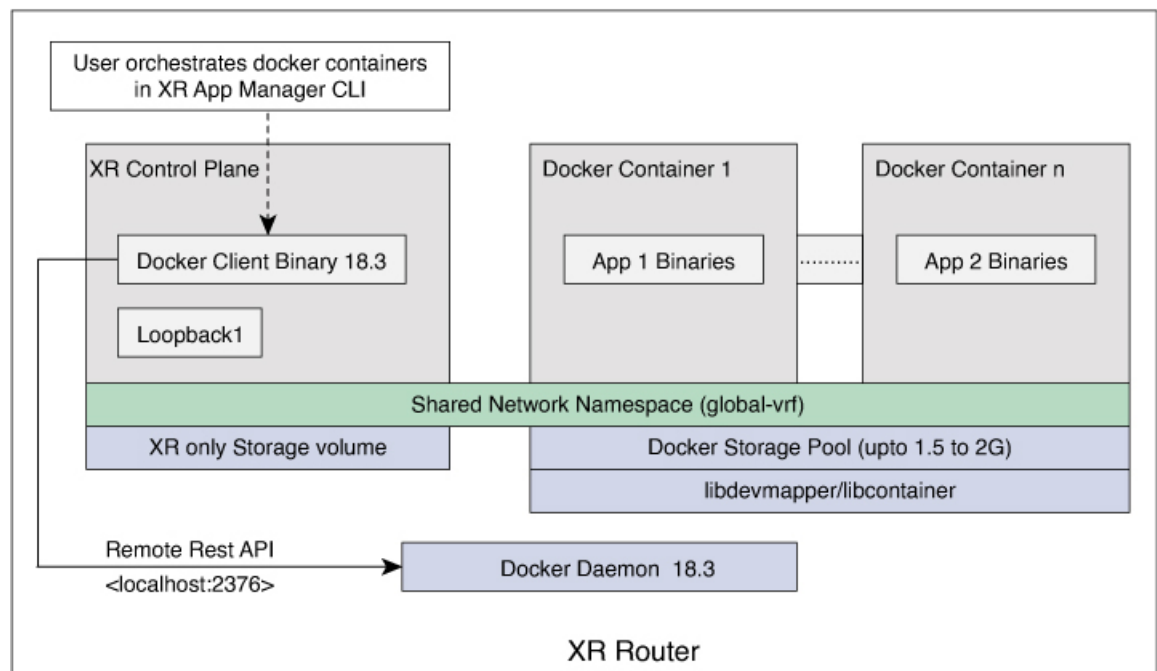 User orchestrates docker containers
in XR App Manager CLI
XR Control Plane
Docker Container 1
Docker Container n
Docker Client Binary 18.3
App 1 Binaries
..........
App 2 Binaries
Loopback1
Shared Network Namespace (global-vrf)
XR only Storage volume
Docker Storage Pool (upto 1.5 to 2G)
libdevmapper/libcontainer
Remote Rest API
<localhost:2376>
Docker Daemon 18.3
XR Router